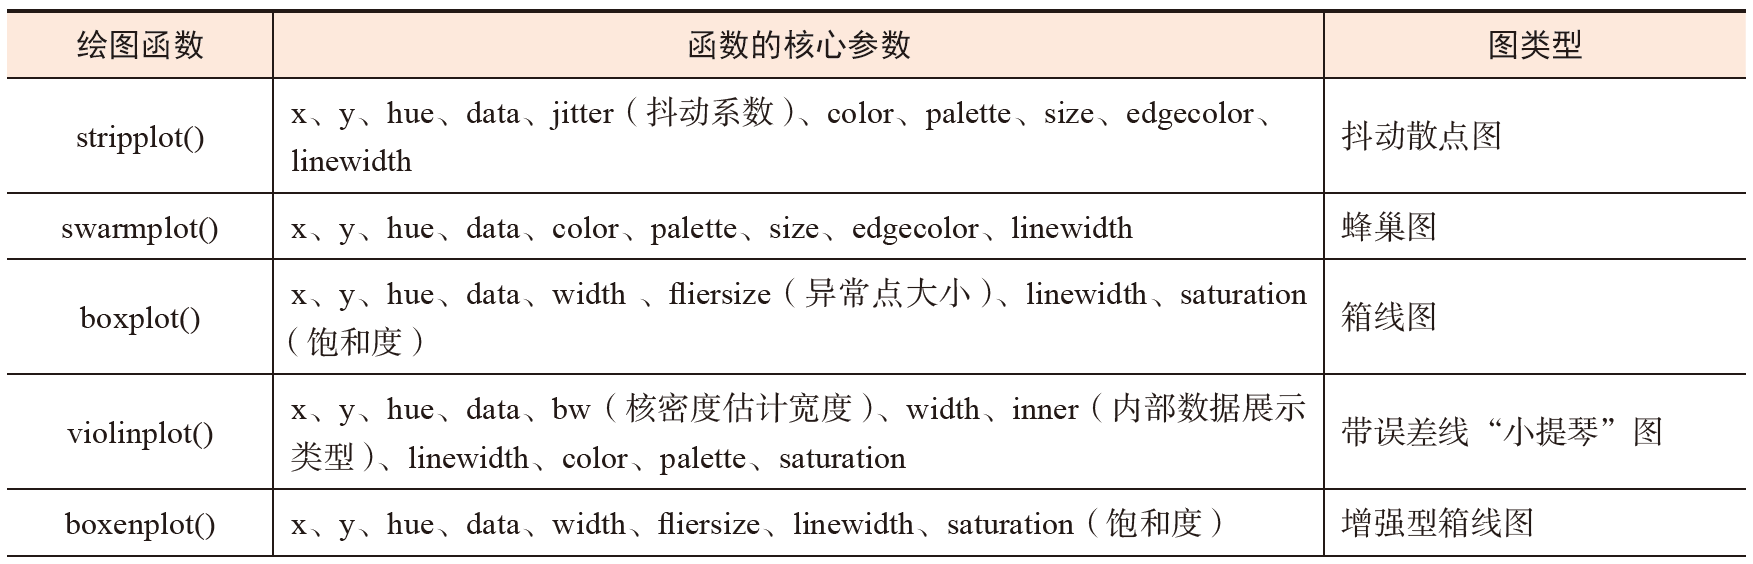 绘图函数 函数的核心参数 图类型
x、y、hue、data、jitter（抖动系数）、color、palette、size、edgecolor、
stripplot() 抖动散点图
linewidth
swarmplot() x、y、hue、data、color、palette、size、edgecolor、linewidth 蜂巢图
x、y、hue、data、width 、fliersize（异常点大小）、linewidth、saturation
boxplot() 箱线图
（饱和度）
x、y、hue、data、bw（核密度估计宽度）、width、inner（内部数据展示
violinplot() 带误差线“小提琴”图
类型）、linewidth、color、palette、saturation
boxenplot() x、y、hue、data、width、fliersize、linewidth、saturation（饱和度） 增强型箱线图